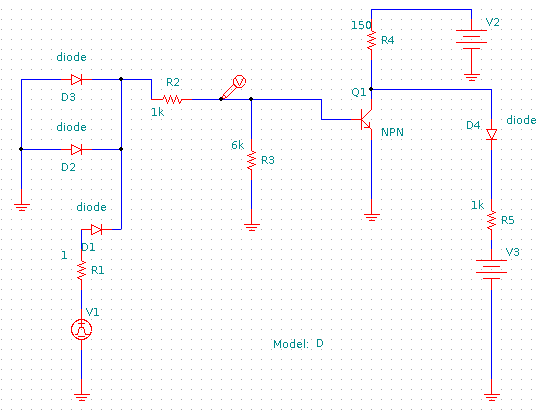 150
R4
V2
diode
D3
R2
1k
V
Q1
NPN
D4
diode
diode
D2
6k
R3
diode
D1
1
R1
1k
R5
V3
V1
Model: D